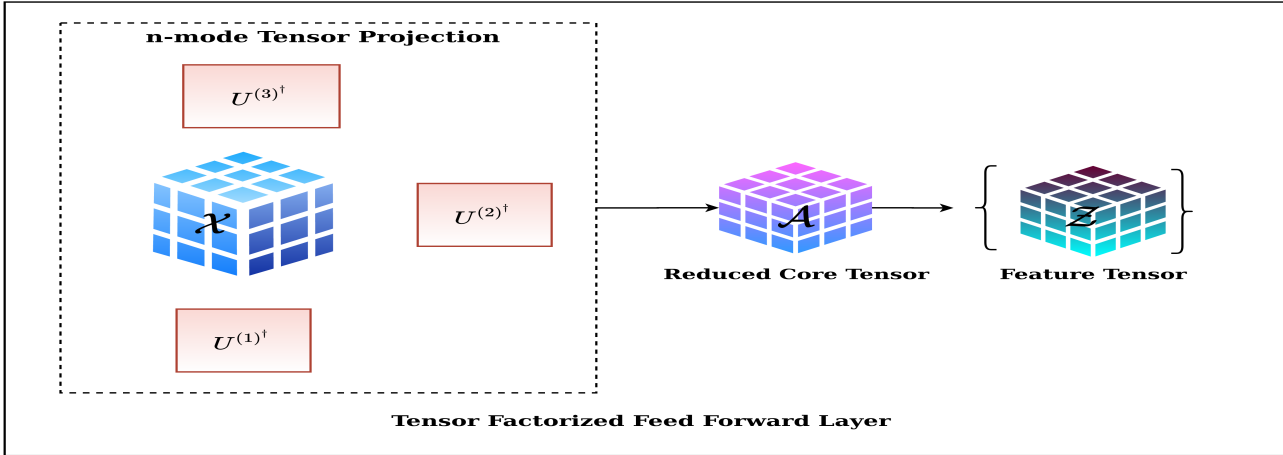 n-mode Tensor Projection
U^{(3)^†}
𝒳
U^{(2)^†}
U^{(1)^†}
𝒜
Reduced Core Tensor
{ 𝒵 }
Feature Tensor
Tensor Factorized Feed Forward Layer